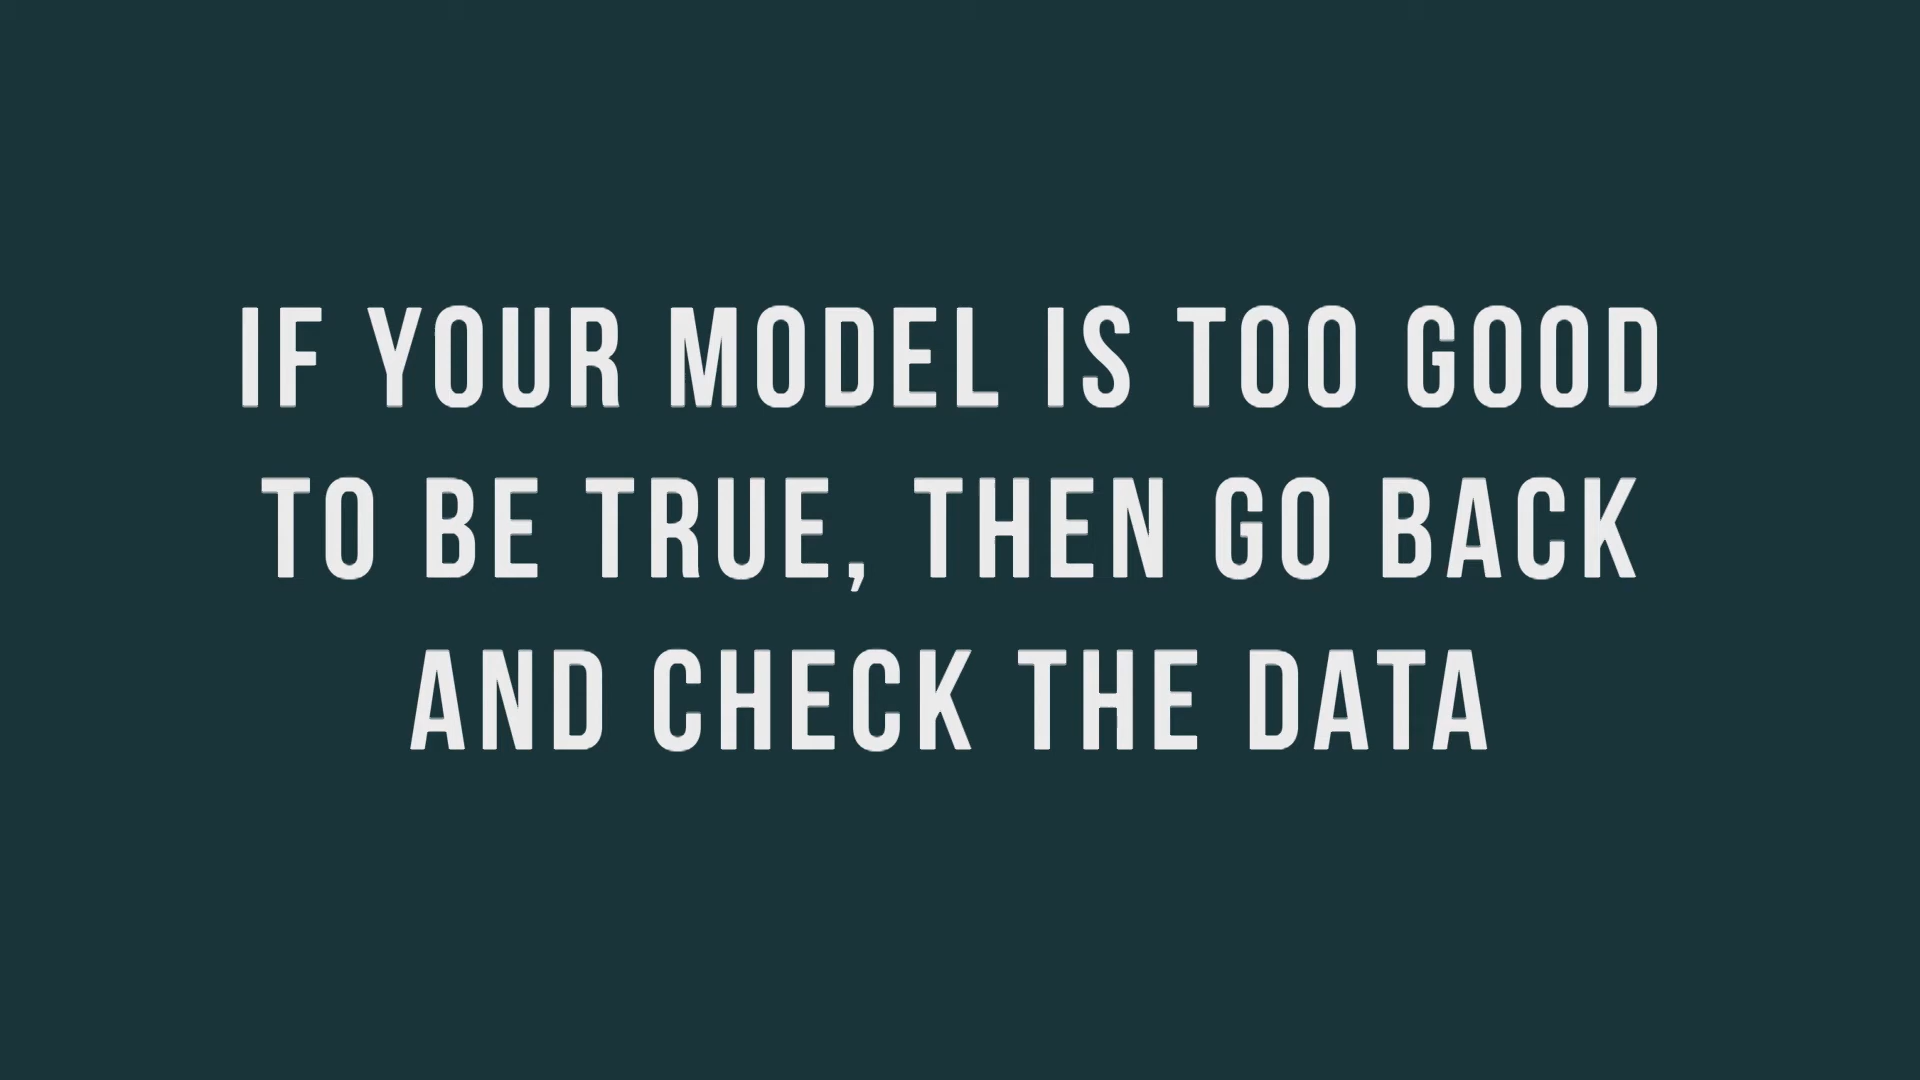 IF YOUR MODEL IS TOO GOOD
TO BE TRUE, THEN GO BACK
AND CHECK THE DATA